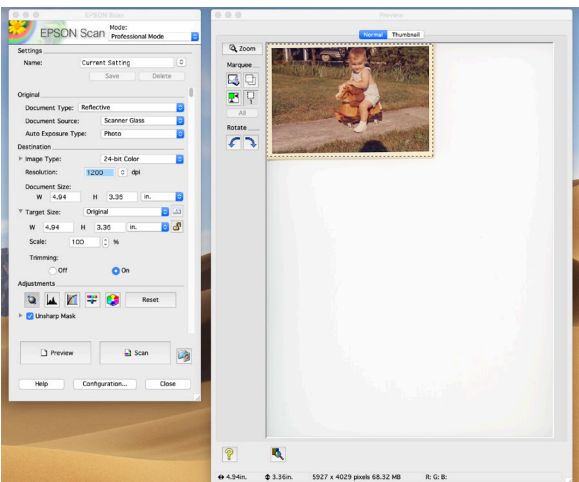 EPSON Scan
EPSON Scan
Mode:
Professional Mode
Settings
Name: Current Setting
Save Delete
Original
Document Type: Reflective
Document Source: Scanner Glass
Auto Exposure Type: Photo
Destination
Image Type: 24-bit Color
Resolution: 1200 dpi
Document Size:
W 4.94 H 3.36 in.
Target Size: Original
W 4.94 H 3.36 in.
Scale: 100 %
Trimming:
Off On
Adjustments
Reset
Unsharp Mask
Preview Scan
Help Configuration... Close
Preview
Normal Thumbnail
Zoom
Marquee
All
Rotate
4.94in. 3.36in. 5927 x 4029 pixels 68.32 MB R: G: B: